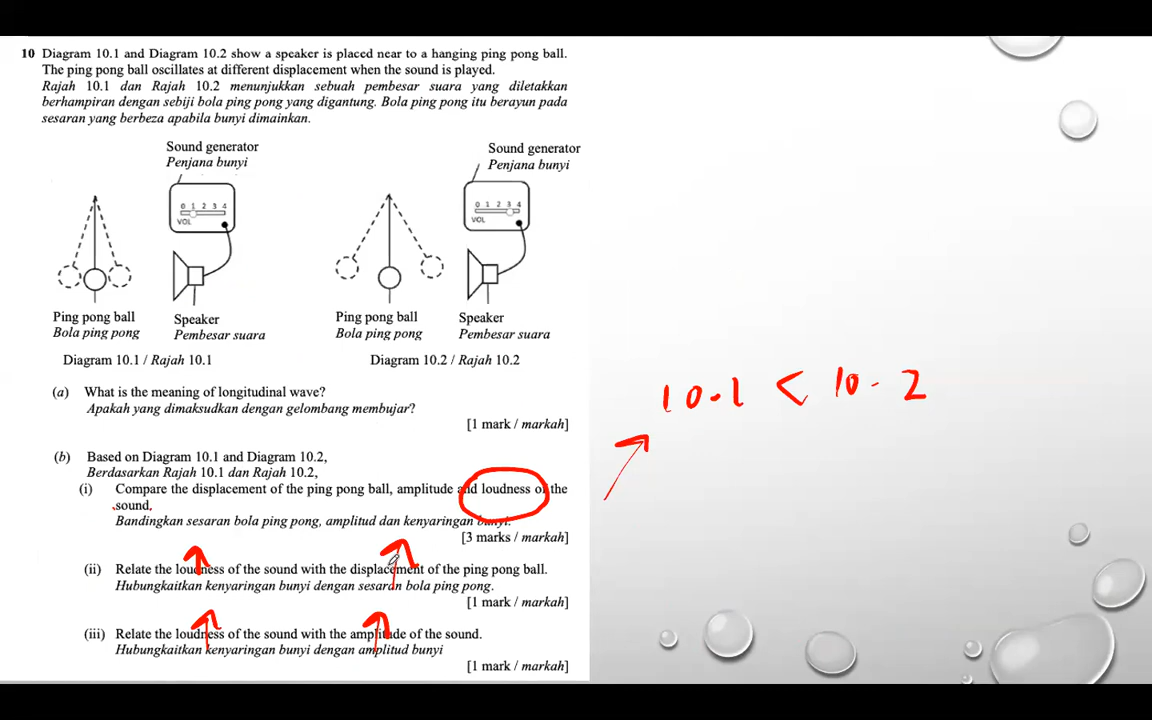 10 Diagram 10.1 and Diagram 10.2 show a speaker is placed near to a hanging ping pong ball.
The ping pong ball oscillates at different displacement when the sound is played.
Rajah 10.1 dan Rajah 10.2 menunjukkan sebuah pembesar suara yang diletakkan
berhampiran dengan sebiji bola ping pong yang digantung. Bola ping pong itu berayun pada
sesaran yang berbeza apabila bunyi dimainkan.
Sound generator
Penjana bunyi
0 1 2 3 4
VOL
Ping pong ball
Bola ping pong
Speaker
Pembesar suara
Diagram 10.1 / Rajah 10.1
Sound generator
Penjana bunyi
0 1 2 3 4
VOL
Ping pong ball
Bola ping pong
Speaker
Pembesar suara
Diagram 10.2 / Rajah 10.2
(a) What is the meaning of longitudinal wave?
Apakah yang dimaksudkan dengan gelombang membujar?
[1 mark / markah]
(b) Based on Diagram 10.1 and Diagram 10.2,
Berdasarkan Rajah 10.1 dan Rajah 10.2,
(i) Compare the displacement of the ping pong ball, amplitude and loudness of the
sound.
Bandingkan sesaran bola ping pong, amplitud dan kenyaringan bunyi.
[3 marks / markah]
(ii) Relate the loudness of the sound with the displacement of the ping pong ball.
Hubungkaitkan kenyaringan bunyi dengan sesaran bola ping pong.
[1 mark / markah]
(iii) Relate the loudness of the sound with the amplitude of the sound.
Hubungkaitkan kenyaringan bunyi dengan amplitud bunyi
[1 mark / markah]
10.1 < 10.2